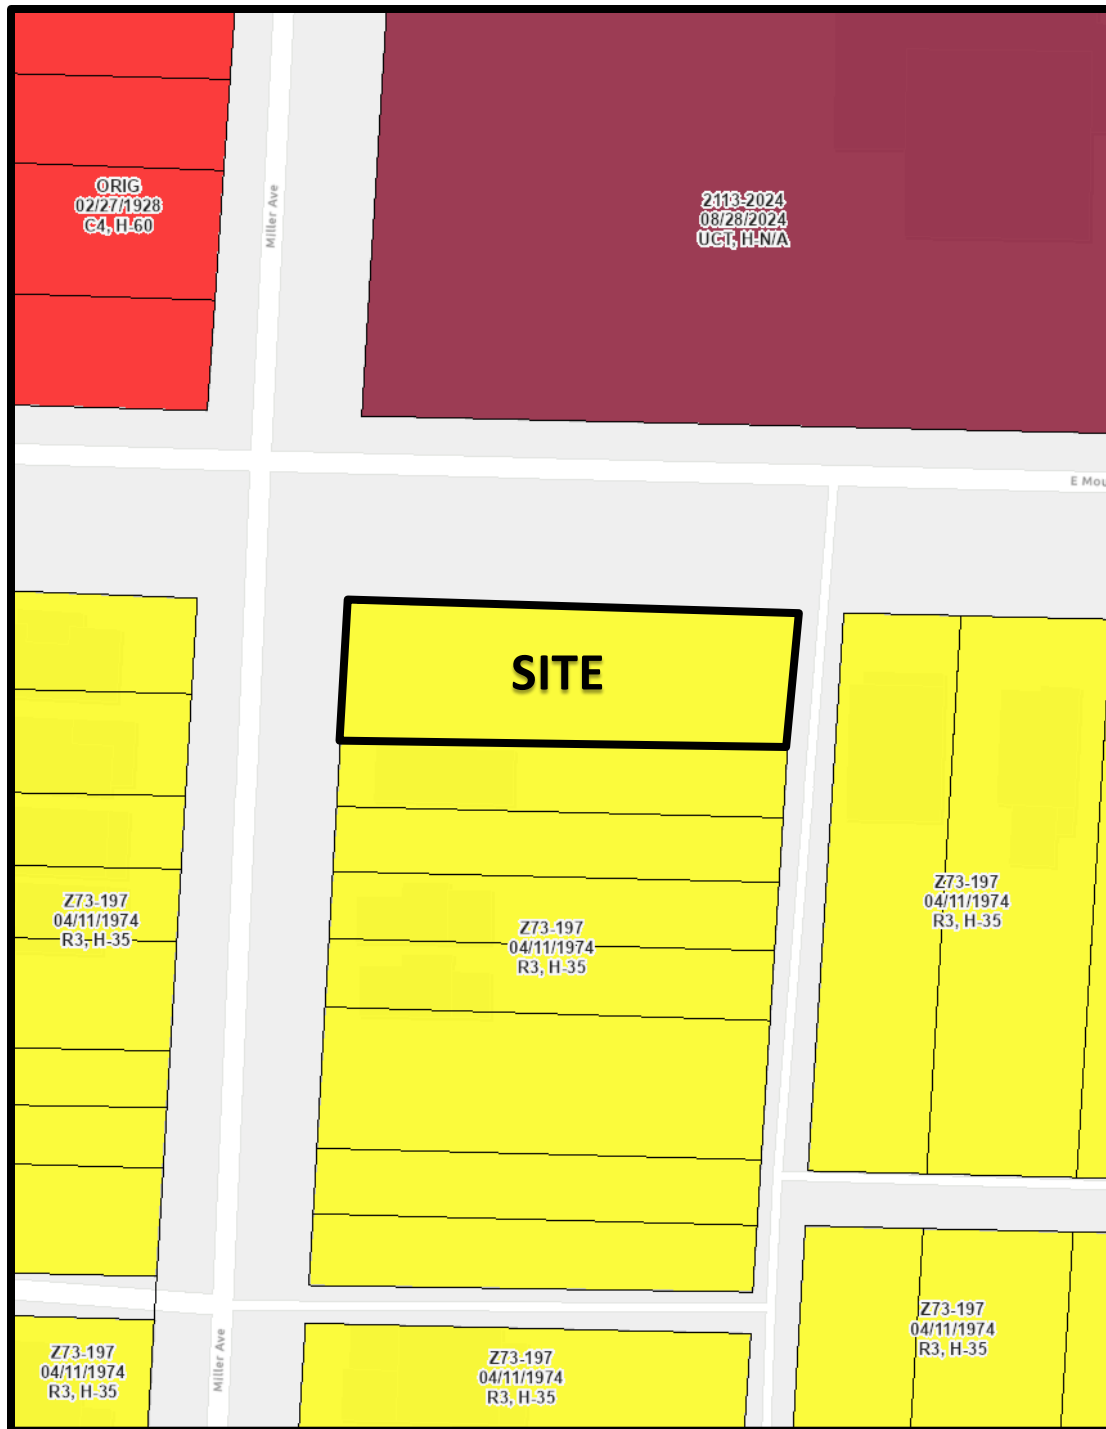 ORIG
02/27/1928
C4, H-60
Miller Ave
2113-2024
08/28/2024
UCT, H-N/A
E Mou
SITE
Z73-197
04/11/1974
R3, H-35
Z73-197
04/11/1974
R3, H-35
Z73-197
04/11/1974
R3, H-35
Z73-197
04/11/1974
R3, H-35
Miller Ave
Z73-197
04/11/1974
R3, H-35
Z73-197
04/11/1974
R3, H-35